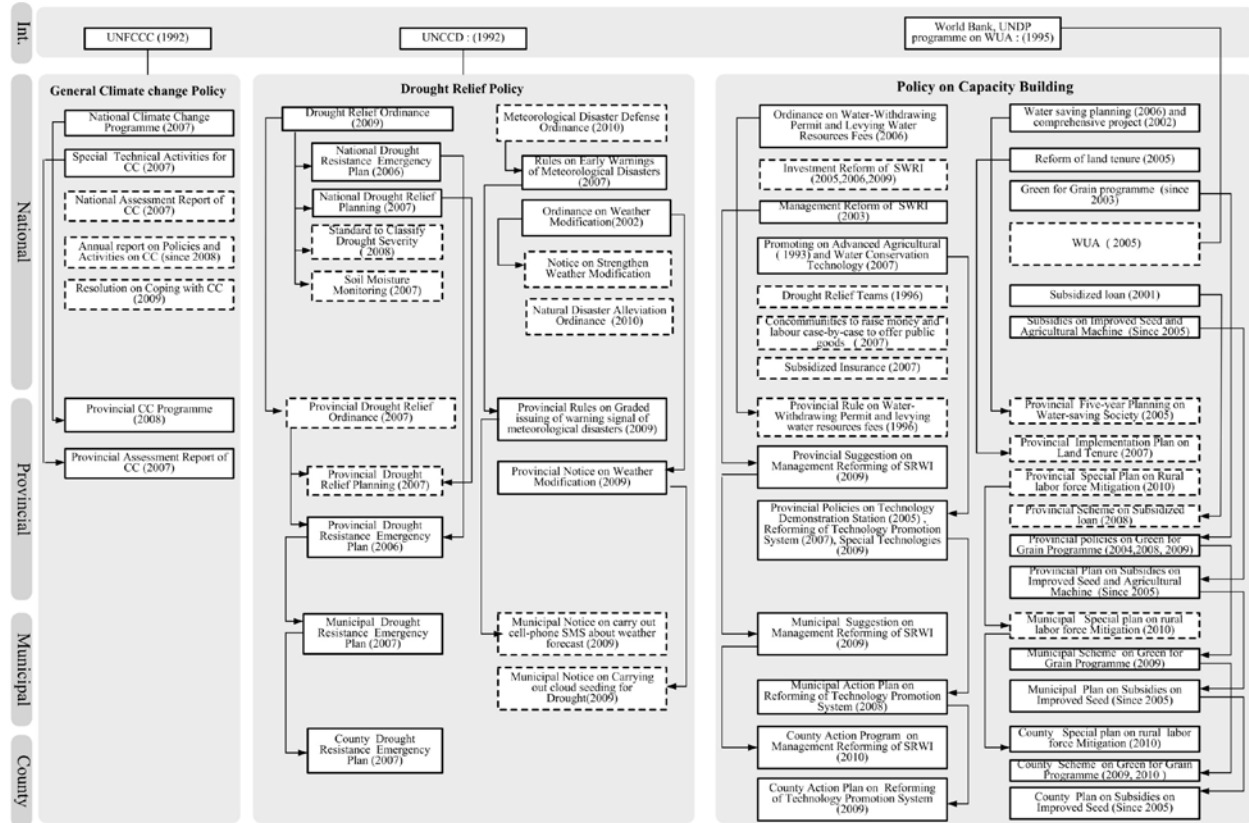 Int.
UNFCCC (1992)
UNCCD : (1992)
World Bank, UNDP
programme on WUA : (1995)
National
General Climate change Policy
National Climate Change
Programme (2007)
Special Technical Activities for
CC (2007)
National Assessment Report of
CC (2007)
Annual report on Policies and
Activities on CC (since 2008)
Resolution on Coping with CC
(2009)
Drought Relief Policy
Drought Relief Ordinance
(2009)
National Drought
Resistance Emergency
Plan (2006)
National Drought Relief
Planning (2007)
Standard to Classify
Drought Severity
(2008)
Soil Moisture
Monitoring (2007)
Meteorological Disaster Defense
Ordinance (2010)
Rules on Early Warnings of
Meteorological Disasters
(2007)
Ordinance on Weather
Modification(2002)
Notice on Strengthen
Weather Modification
Natural Disaster Alleviation
Ordinance (2010)
Policy on Capacity Building
Ordinance on Water-Withdrawing
Permit and Levying Water
Resources Fees (2006)
Investment Reform of SWRI
(2005,2006,2009)
Management Reform of SWRI
(2003)
Promoting on Advanced Agricultural
( 1993) and Water Conservation
Technology (2007)
Drought Relief Teams (1996)
Concommunities to raise money and
labour case-by-case to offer public
goods ( 2007)
Subsidized Insurance (2007)
Water saving planning (2006) and
comprehensive project (2002)
Reform of land tenure (2005)
Green for Grain programme (since
2003)
WUA ( 2005)
Subsidized loan (2001)
Subsidies on Improved Seed and
Agricultural Machine (Since 2005)
Provincial
Provincial CC Programme
(2008)
Provincial Assessment Report of
CC (2007)
Provincial Drought Relief
Ordinance (2007)
Provincial Drought
Relief Planning (2007)
Provincial Drought
Resistance Emergency
Plan (2006)
Provincial Rules on Graded
issuing of warning signal of
meteorological disasters (2009)
Provincial Notice on Weather
Modification (2009)
Provincial Rule on Water-
Withdrawing Permit and levying
water resources fees (1996)
Provincial Suggestion on
Management Reforming of SRWI
(2009)
Provincial Policies on Technology
Demonstration Station (2005) ,
Reforming of Technology Promotion
System (2007), Special Technologies
(2009)
Provincial Five-year Planning on
Water-saving Society
(2005)
Provincial Implementation Plan on
Land Tenure (2007)
Provincial Special Plan on Rural
labor force Mitigation (2010)
Provincial Scheme on Subsidized
loan (2008)
Provincial policies on Green for
Grain Programme (2004,2008, 2009)
Provincial Plan on Subsidies on
Improved Seed and Agricultural
Machine (Since 2005)
Municipal
Municipal Drought
Resistance Emergency
Plan (2007)
Municipal Notice on carry out
cell-phone SMS about weather
forecast (2009)
Municipal Notice on Carrying
out cloud seeding for
Drought(2009)
Municipal Suggestion on
Management Reforming of SRWI
(2009)
Municipal Action Plan on
Reforming of Technology Promotion
System (2008)
Municipal Special plan on rural
labor force Mitigation (2010)
Municipal Scheme on Green for
Grain Programme (2009)
Municipal Plan on Subsidies on
Improved Seed (Since 2005)
County
County Drought
Resistance Emergency
Plan (2007)
County Action Program on
Management Reforming of SRWI
(2010)
County Action Plan on Reforming
of Technology Promotion System
(2009)
County Special plan on rural labor
force Mitigation (2010)
County Scheme on Green for Grain
Programme (2009, 2010 )
County Plan on Subsidies on
Improved Seed (Since 2005)